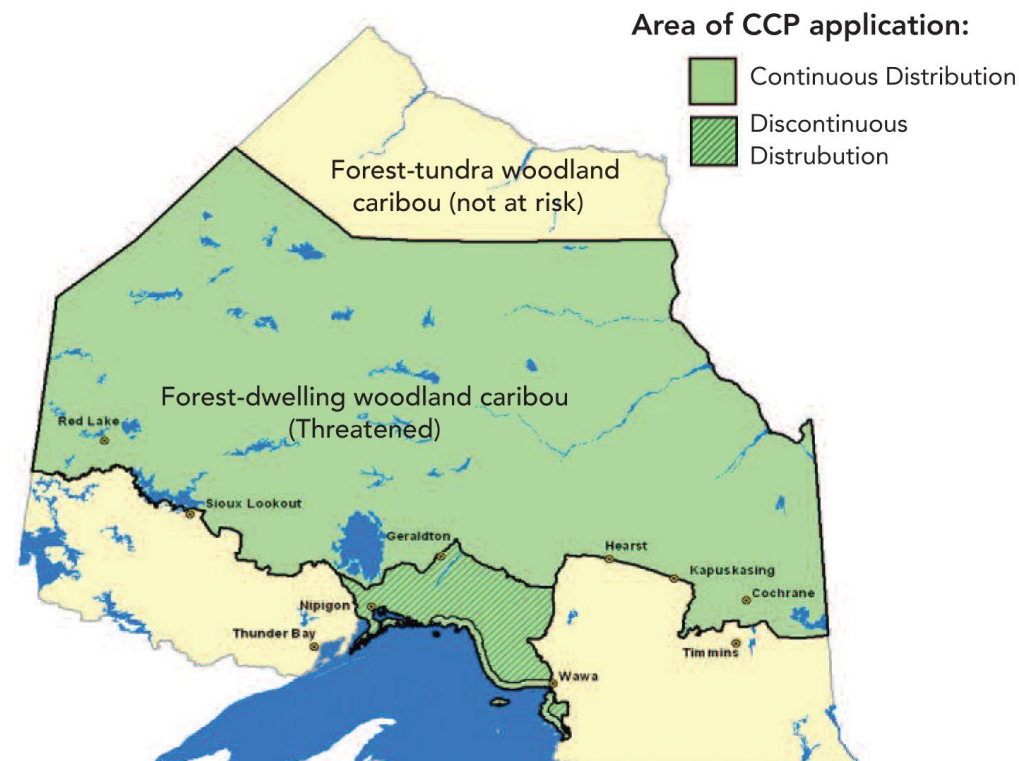 Area of CCP application:
Continuous Distribution
Discontinuous
Distrubution
Forest-tundra woodland
caribou (not at risk)
Forest-dwelling woodland caribou
(Threatened)
Red Lake
Sioux Lookout
Geraldton
Hearst
Kapuskasing
Cochrane
Nipigon
Thunder Bay
Timmins
Wawa